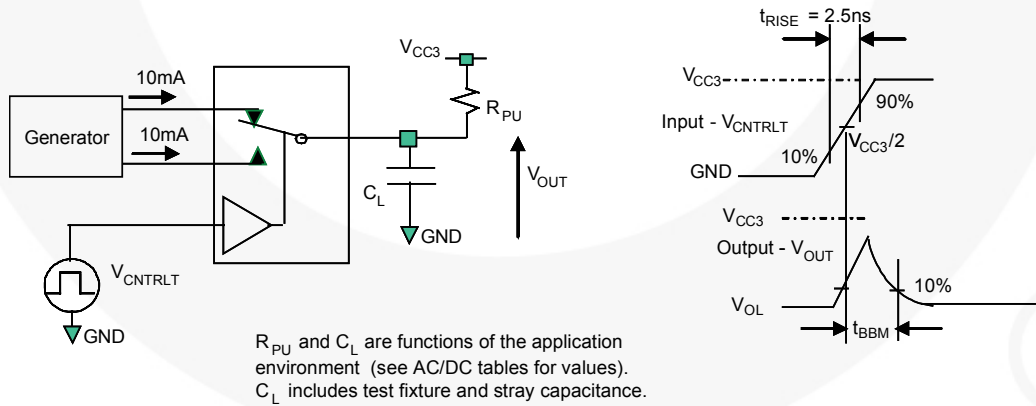 10mA
Generator
10mA
V_CNTRLT
GND
V_CC3
R_PU
C_L
GND
V_OUT
R_PU and C_L are functions of the application
environment (see AC/DC tables for values).
C_L includes test fixture and stray capacitance.
t_RISE = 2.5ns
V_CC3
90%
Input - V_CNTRLT
V_CC3/2
10%
GND
V_CC3
Output - V_OUT
10%
V_OL
t_BBM